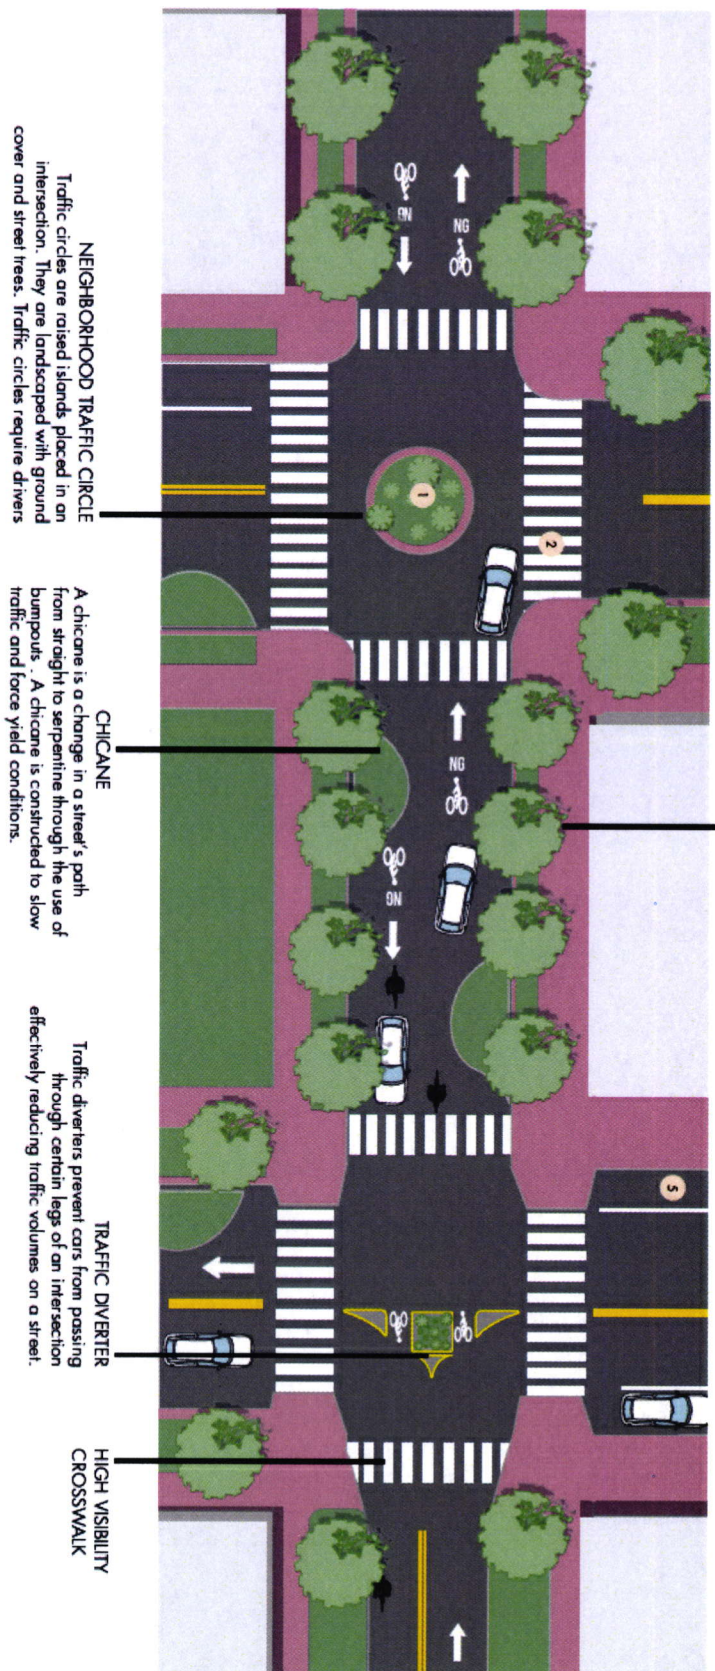 NEIGHBORHOOD TRAFFIC CIRCLE
Traffic circles are raised islands placed in an
intersection. They are landscaped with ground
cover and street trees. Traffic circles require drivers
CHICANE
A chicane is a change in a street's path
from straight to serpentine through the use of
bumpouts . A chicane is constructed to slow
traffic and force yield conditions.
TRAFFIC DIVERTER
Traffic diverters prevent cars from passing
through certain legs of an intersection
effectively reducing traffic volumes on a street.
HIGH VISIBILITY
CROSSWALK
NG
NG
1
2
NG
NG
5